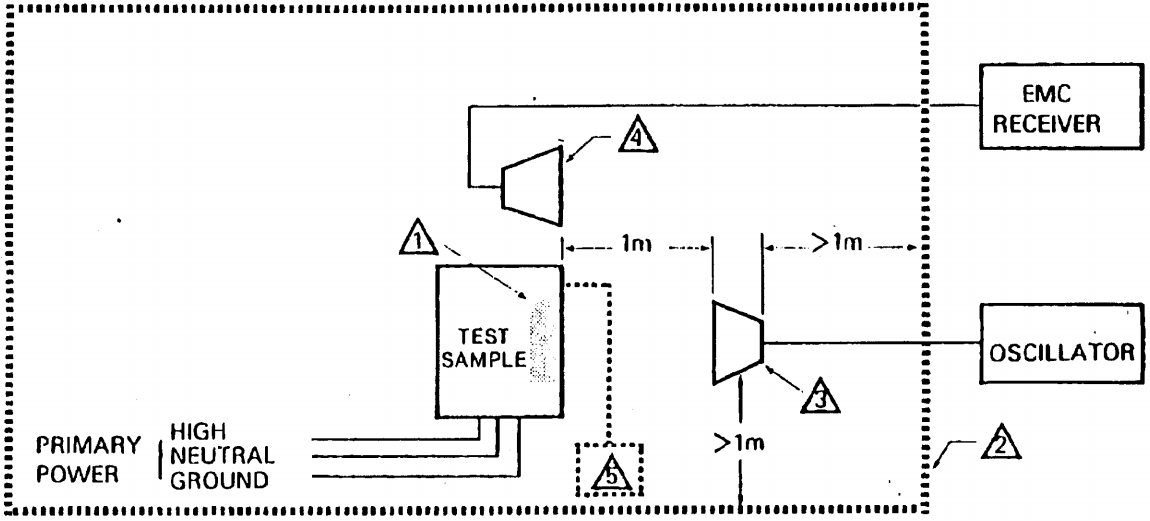 EMC
RECEIVER
4
1
1m
>1m
TEST
SAMPLE
OSCILLATOR
3
>1m
PRIMARY
POWER
HIGH
NEUTRAL
GROUND
5
2